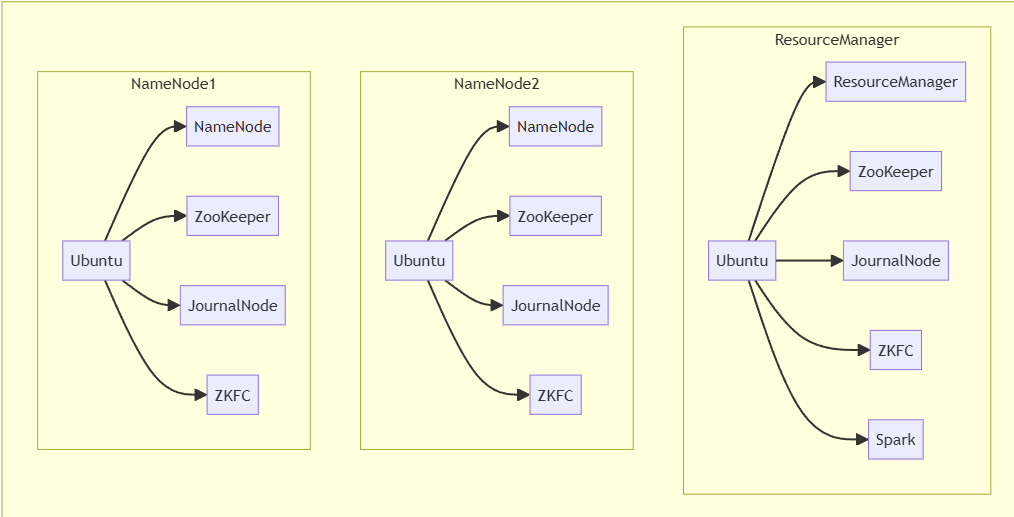 NameNode1
Ubuntu
NameNode
ZooKeeper
JournalNode
ZKFC
NameNode2
Ubuntu
NameNode
ZooKeeper
JournalNode
ZKFC
ResourceManager
Ubuntu
ResourceManager
ZooKeeper
JournalNode
ZKFC
Spark